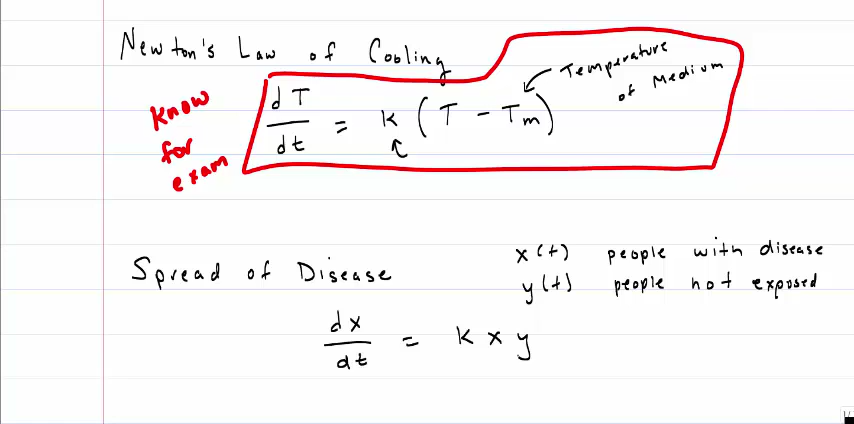 Newton's Law of Cooling
Temperature of Medium
know for exam
dT/dt = k (T - Tm)
x(t) people with disease
Spread of Disease
y(t) people not exposed
dx/dt = k x y